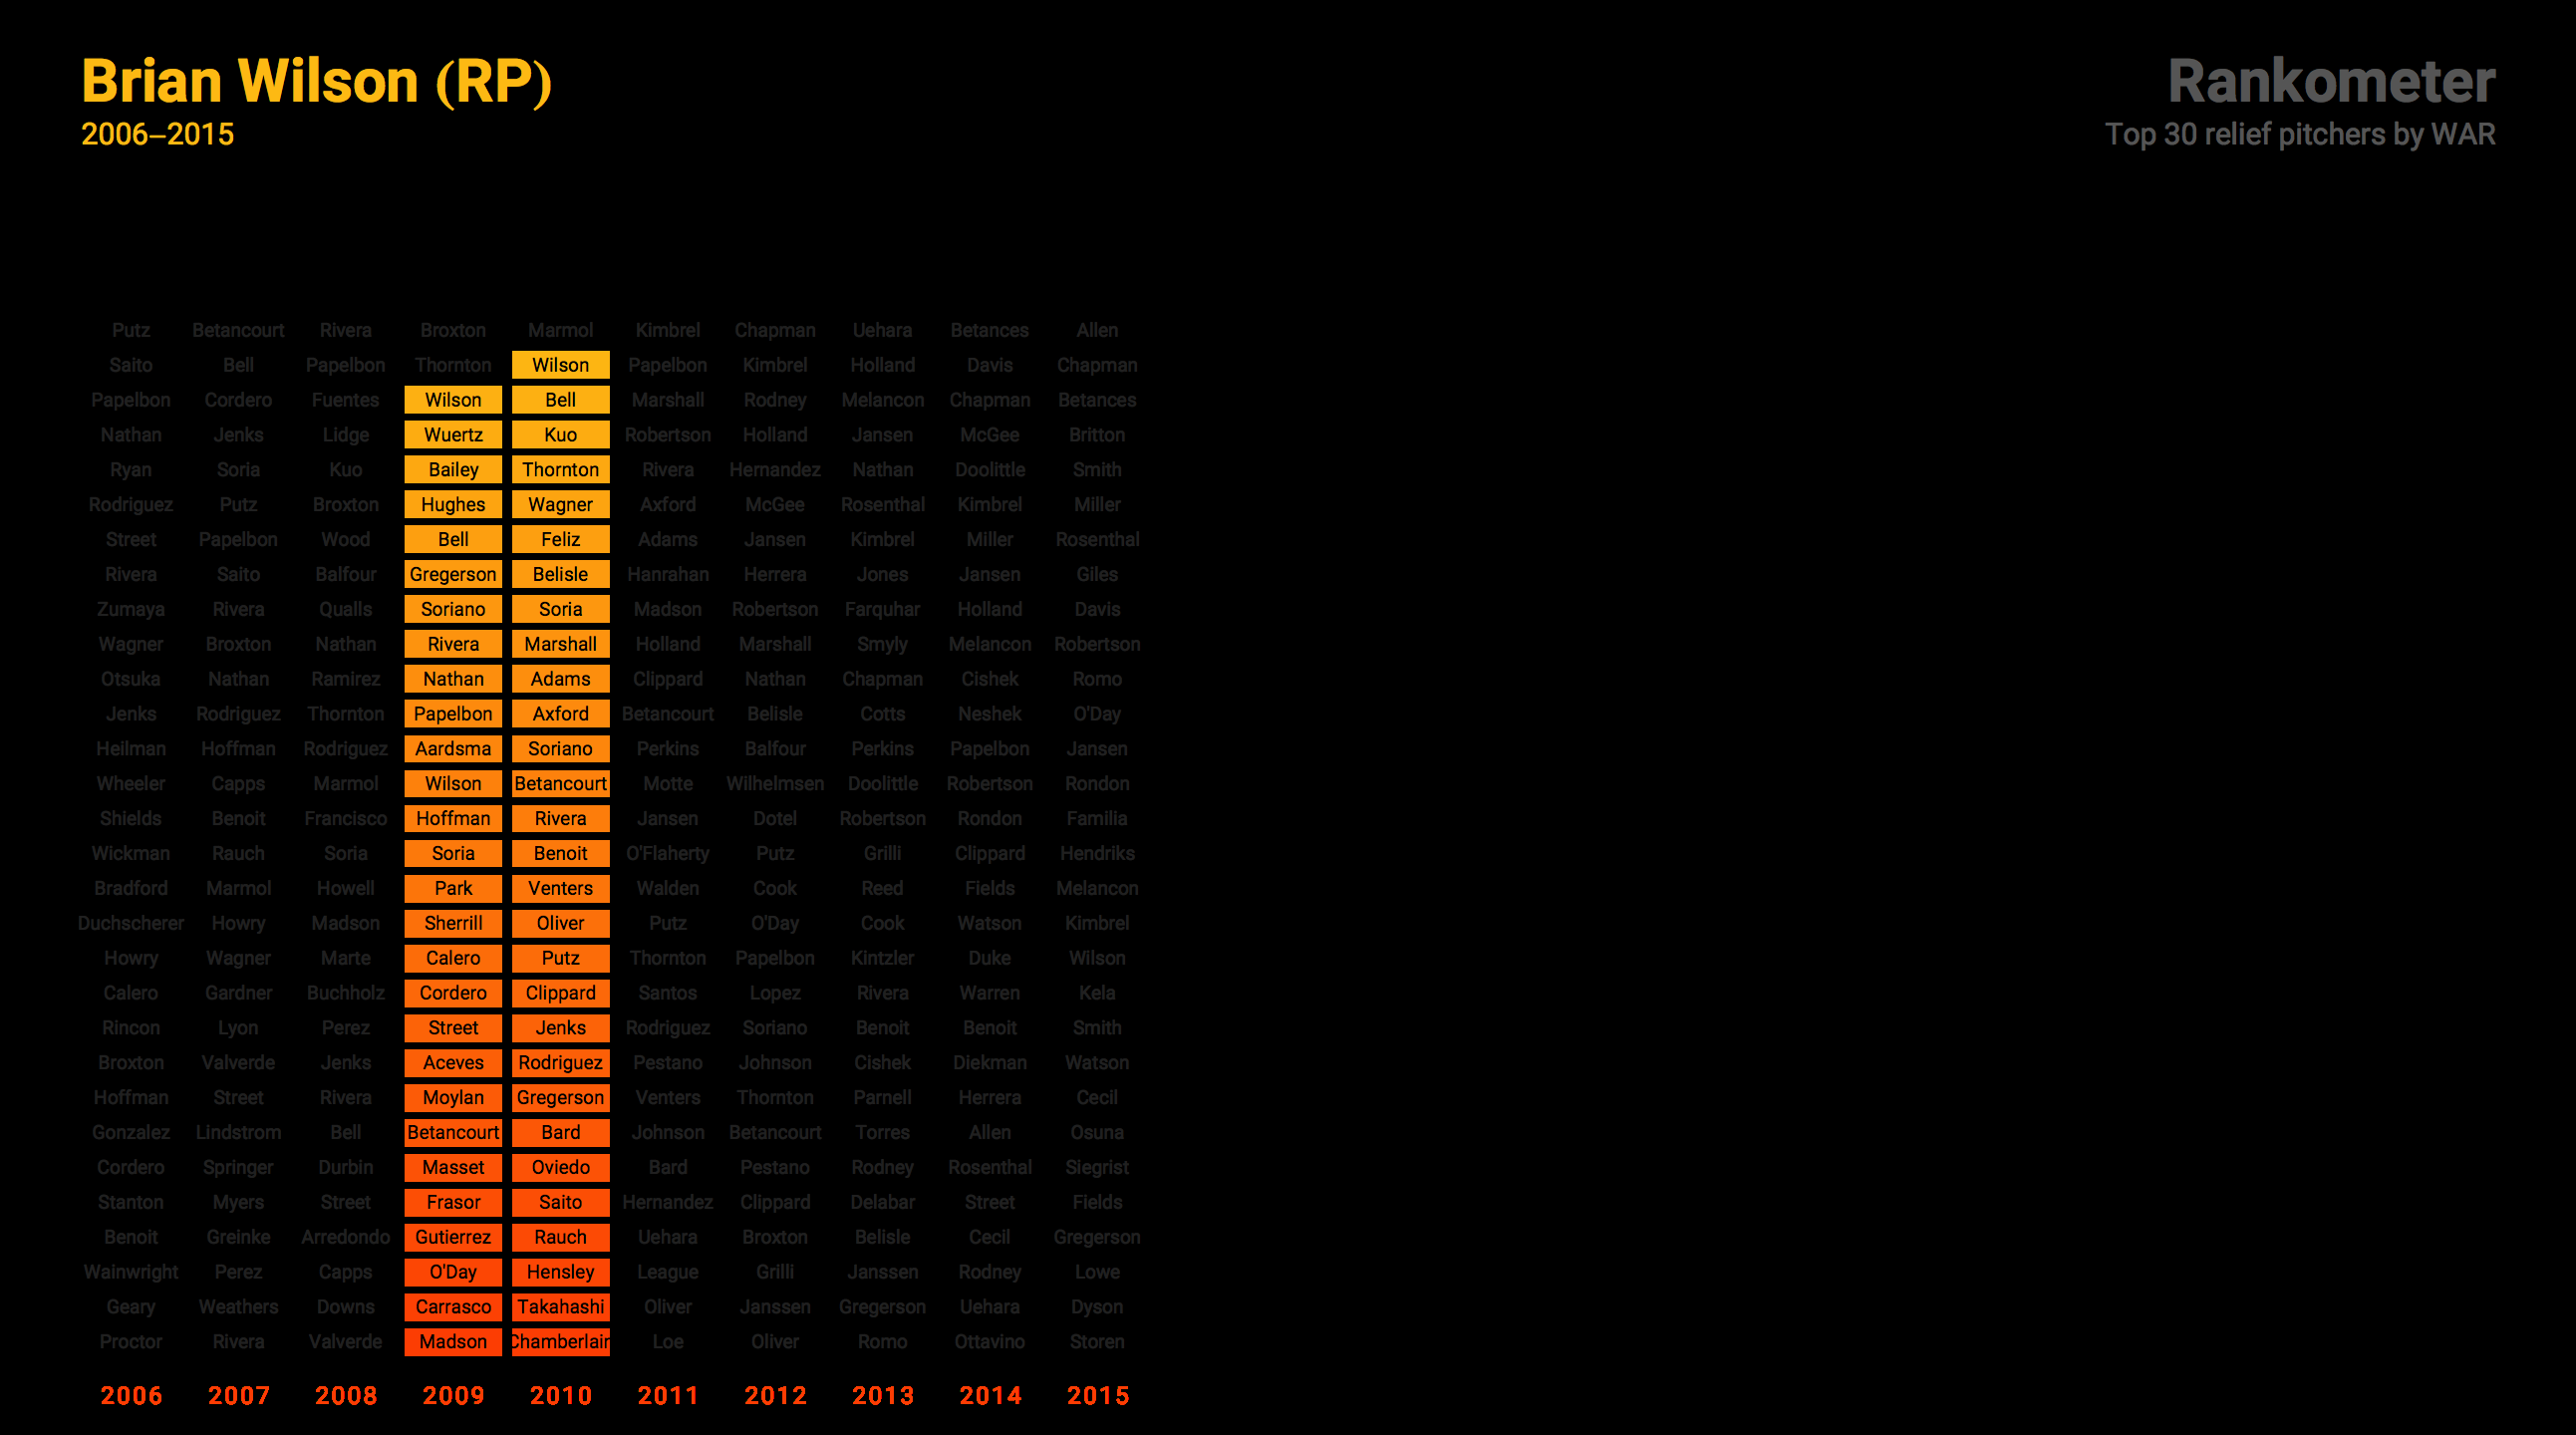 Brian Wilson (RP)
2006–2015
Rankometer
Top 30 relief pitchers by WAR
Putz Betancourt Rivera Broxton Marmol Kimbrel Chapman Uehara Betances Allen
Saito Bell Papelbon Thornton Wilson Papelbon Kimbrel Holland Davis Chapman
Papelbon Cordero Fuentes Wilson Bell Marshall Rodney Melancon Chapman Betances
Nathan Jenks Lidge Wuertz Kuo Robertson Holland Jansen McGee Britton
Ryan Soria Kuo Bailey Thornton Rivera Hernandez Nathan Doolittle Smith
Rodriguez Putz Broxton Hughes Wagner Axford McGee Rosenthal Kimbrel Miller
Street Papelbon Wood Bell Feliz Adams Jansen Kimbrel Miller Rosenthal
Rivera Saito Balfour Gregerson Belisle Hanrahan Herrera Jones Jansen Giles
Zumaya Rivera Qualls Soriano Soria Madson Robertson Farquhar Holland Davis
Wagner Broxton Nathan Rivera Marshall Holland Marshall Smyly Melancon Robertson
Otsuka Nathan Ramirez Nathan Adams Clippard Nathan Chapman Cishek Romo
Jenks Rodriguez Thornton Papelbon Axford Betancourt Belisle Cotts Neshek O'Day
Heilman Hoffman Rodriguez Aardsma Soriano Perkins Balfour Perkins Papelbon Jansen
Wheeler Capps Marmol Wilson Betancourt Motte Wilhelmsen Doolittle Robertson Rondon
Shields Benoit Francisco Hoffman Rivera Jansen Dotel Robertson Rondon Familia
Wickman Rauch Soria Soria Benoit O'Flaherty Putz Grilli Clippard Hendriks
Bradford Marmol Howell Park Venters Walden Cook Reed Fields Melancon
Duchscherer Howry Madson Sherrill Oliver Putz O'Day Cook Watson Kimbrel
Howry Wagner Marte Calero Putz Thornton Papelbon Kintzler Duke Wilson
Calero Gardner Buchholz Cordero Clippard Santos Lopez Rivera Warren Kela
Rincon Lyon Perez Street Jenks Rodriguez Soriano Benoit Benoit Smith
Broxton Valverde Jenks Aceves Rodriguez Pestano Johnson Cishek Diekman Watson
Hoffman Street Rivera Moylan Gregerson Venters Thornton Parnell Herrera Cecil
Gonzalez Lindstrom Bell Betancourt Bard Johnson Betancourt Torres Allen Osuna
Cordero Springer Durbin Masset Oviedo Bard Pestano Rodney Rosenthal Siegrist
Stanton Myers Street Frasor Saito Hernandez Clippard Delabar Street Fields
Benoit Greinke Arredondo Gutierrez Rauch Uehara Broxton Belisle Cecil Gregerson
Wainwright Perez Capps O'Day Hensley League Grilli Janssen Rodney Lowe
Geary Weathers Downs Carrasco Takahashi Oliver Janssen Gregerson Uehara Dyson
Proctor Rivera Valverde Madson Chamberlain Loe Oliver Romo Ottavino Storen
2006 2007 2008 2009 2010 2011 2012 2013 2014 2015